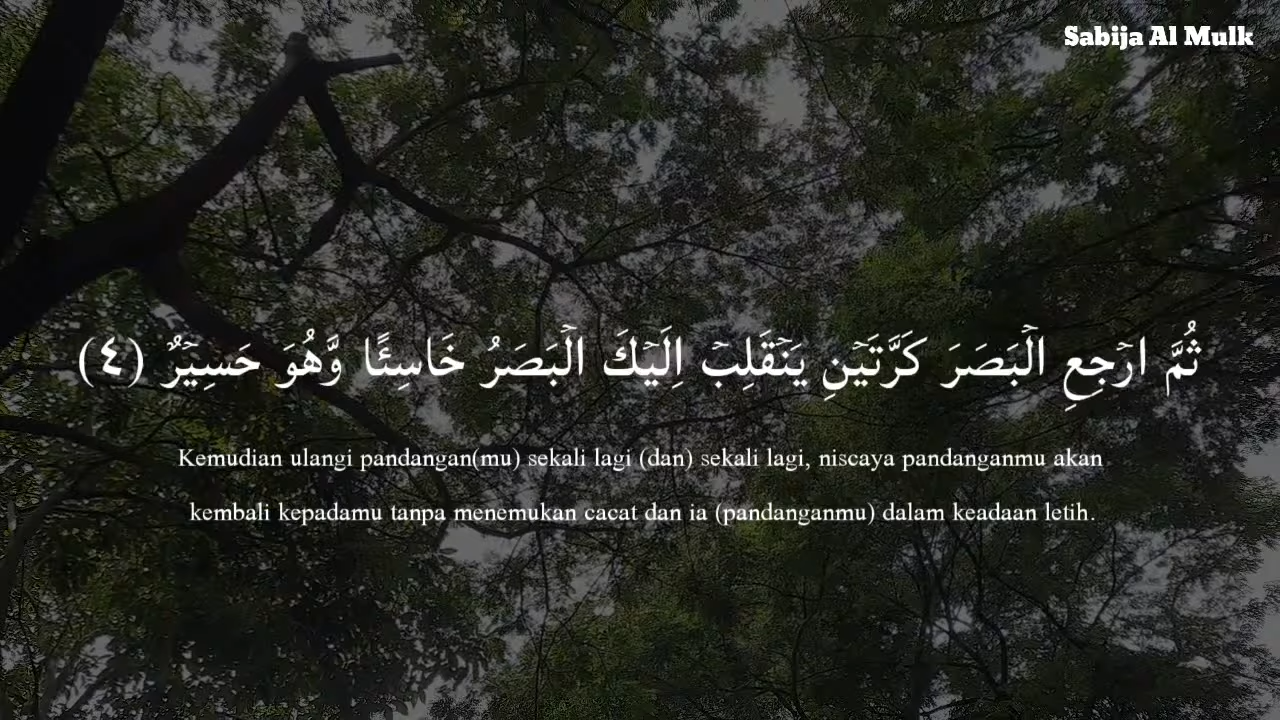 Sabija Al Mulk
ثُمَّ ارْجِعِ الْبَصَرَ كَرَّتَيْنِ يَنْقَلِبْ اِلَيْكَ الْبَصَرُ خَاسِئًا وَّهُوَ حَسِيْرٌ (٤)
Kemudian ulangi pandangan(mu) sekali lagi (dan) sekali lagi, niscaya pandanganmu akan
kembali kepadamu tanpa menemukan cacat dan ia (pandanganmu) dalam keadaan letih.